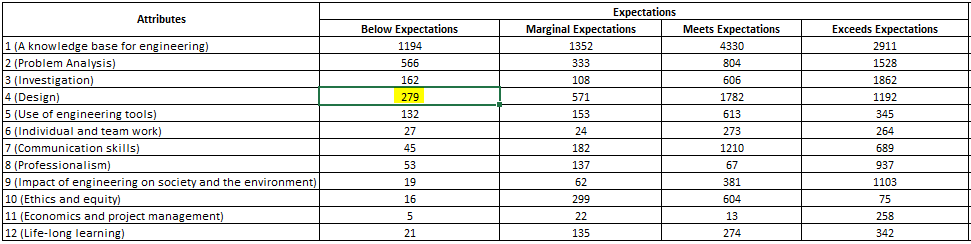 Attributes Expectations
Below Expectations Marginal Expectations Meets Expectations Exceeds Expectations
1 (A knowledge base for engineering) 1194 1352 4330 2911
2 (Problem Analysis) 566 333 804 1528
3 (Investigation) 162 108 606 1862
4 (Design) 279 571 1782 1192
5 (Use of engineering tools) 132 153 613 345
6 (Individual and team work) 27 24 273 264
7 (Communication skills) 45 182 1210 689
8 (Professionalism) 53 137 67 937
9 (Impact of engineering on society and the environment) 19 62 381 1103
10 (Ethics and equity) 16 299 604 75
11 (Economics and project management) 5 22 13 258
12 (Life-long learning) 21 135 274 342